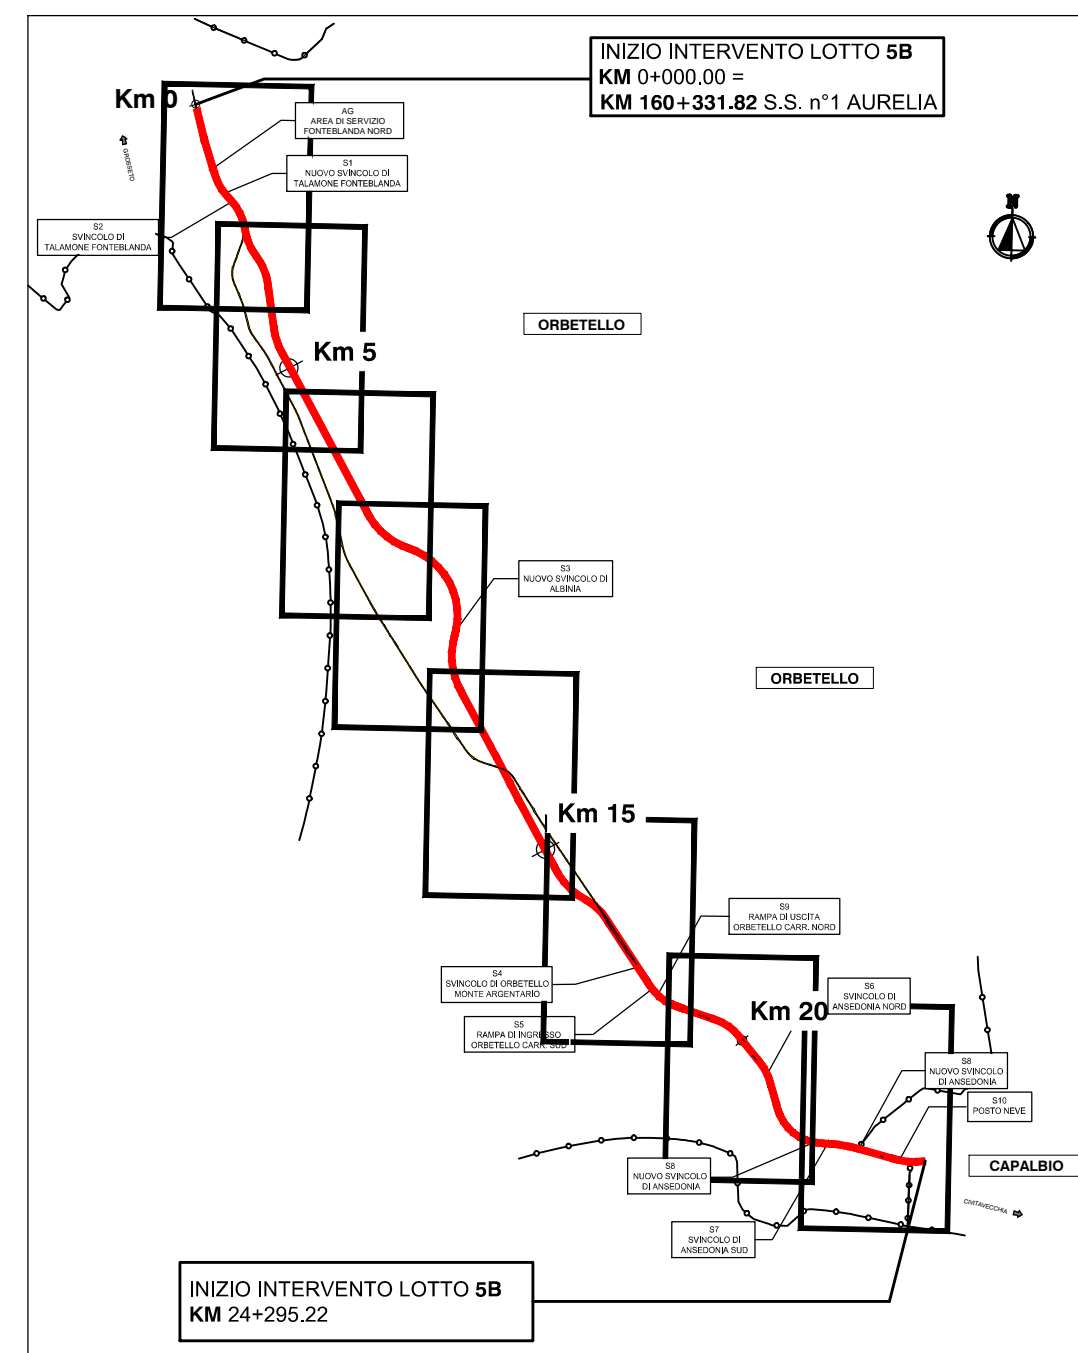 INIZIO INTERVENTO LOTTO 5B
KM 0+000.00 =
KM 160+331.82 S.S. n°1 AURELIA
Km 0
AG
AREA DI SERVIZIO
FONTEBLANDA NORD
GROSSETO
S1
NUOVO SVINCOLO DI
TALAMONE FONTEBLANDA
S2
SVINCOLO DI
TALAMONE FONTEBLANDA
N
ORBETELLO
Km 5
S3
NUOVO SVINCOLO DI
ALBINIA
ORBETELLO
Km 15
S9
RAMPA DI USCITA
ORBETELLO CARR. NORD
S4
SVINCOLO DI ORBETELLO
MONTE ARGENTARIO
S6
SVINCOLO DI
ANSEDONIA NORD
Km 20
S5
RAMPA DI INGRESSO
ORBETELLO CARR. SUD
S8
NUOVO SVINCOLO
DI ANSEDONIA
S10
POSTO NEVE
CAPALBIO
S8
NUOVO SVINCOLO
DI ANSEDONIA
CIVITAVECCHIA
S7
SVINCOLO DI
ANSEDONIA SUD
INIZIO INTERVENTO LOTTO 5B
KM 24+295.22